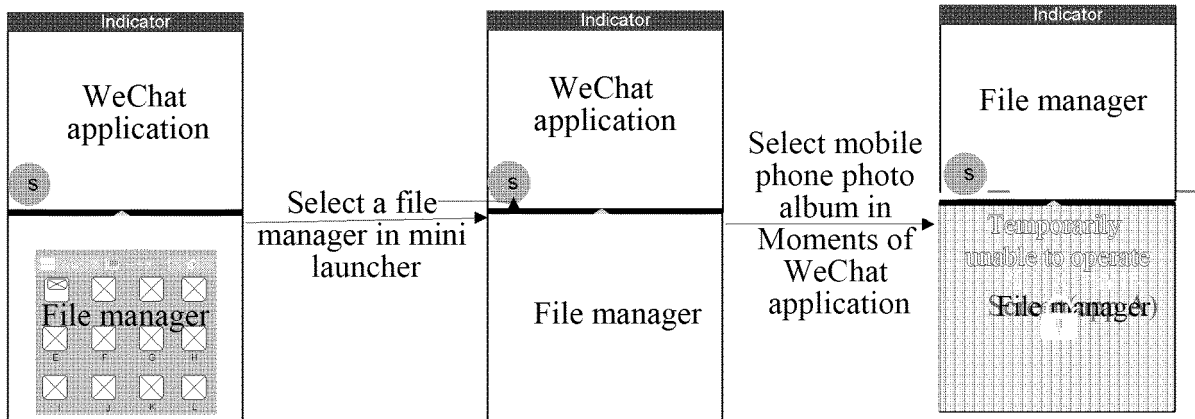 Indicator
WeChat
application
S
File manager
E F G H
I J K L
Select a file
manager in mini
launcher
Indicator
WeChat
application
S
File manager
Select mobile
phone photo
album in
Moments of
WeChat
application
Indicator
File manager
S
Temporarily
unable to operate
File manager